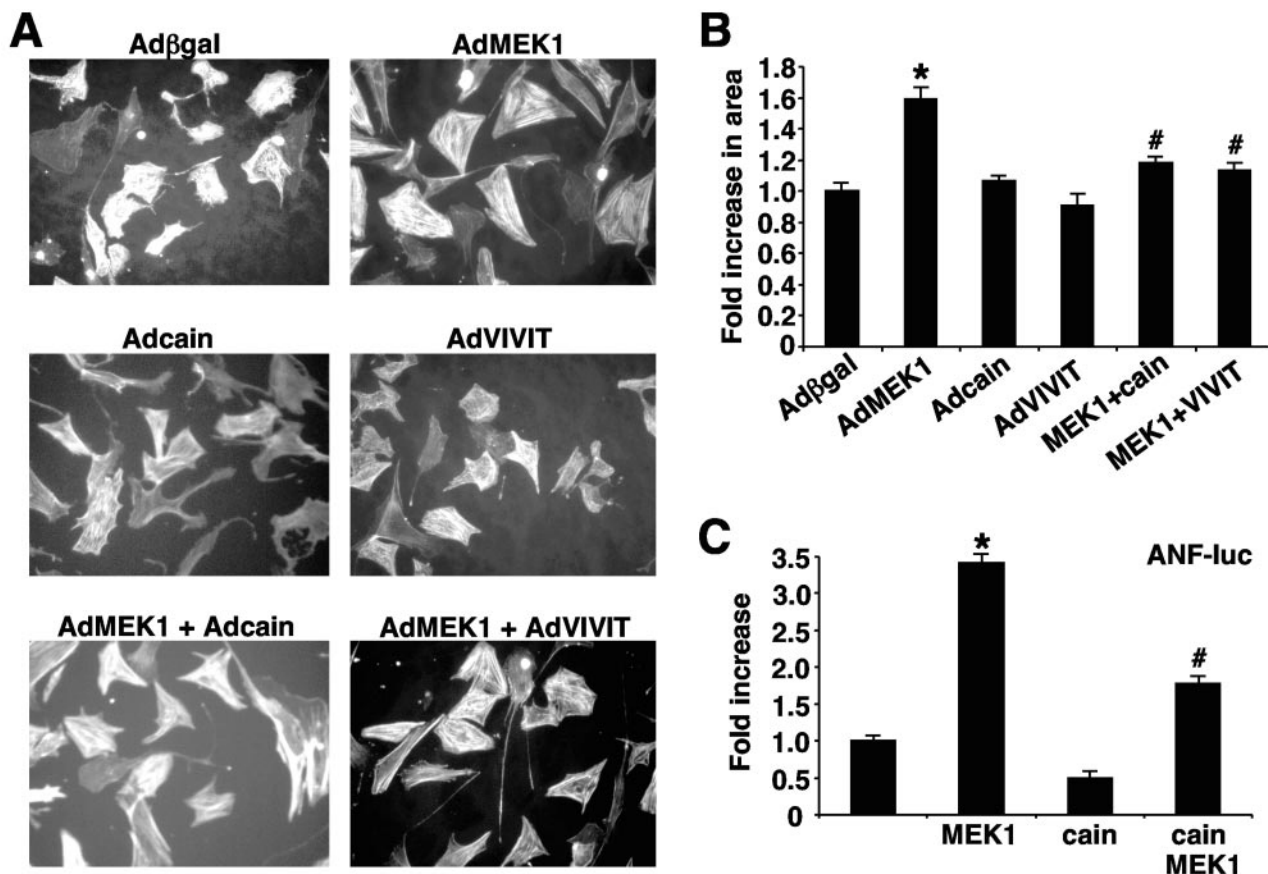 A
Adβgal
AdMEK1
Adcain
AdVIVIT
AdMEK1 + Adcain
AdMEK1 + AdVIVIT
B
Fold increase in area
1.8
1.6
1.4
1.2
1.0
0.8
0.6
0.4
0.2
0
*
#
#
Adβgal
AdMEK1
Adcain
AdVIVIT
MEK1+cain
MEK1+VIVIT
C
ANF-luc
Fold increase
3.5
3.0
2.5
2.0
1.5
1.0
0.5
0
*
#
MEK1
cain
cain
MEK1